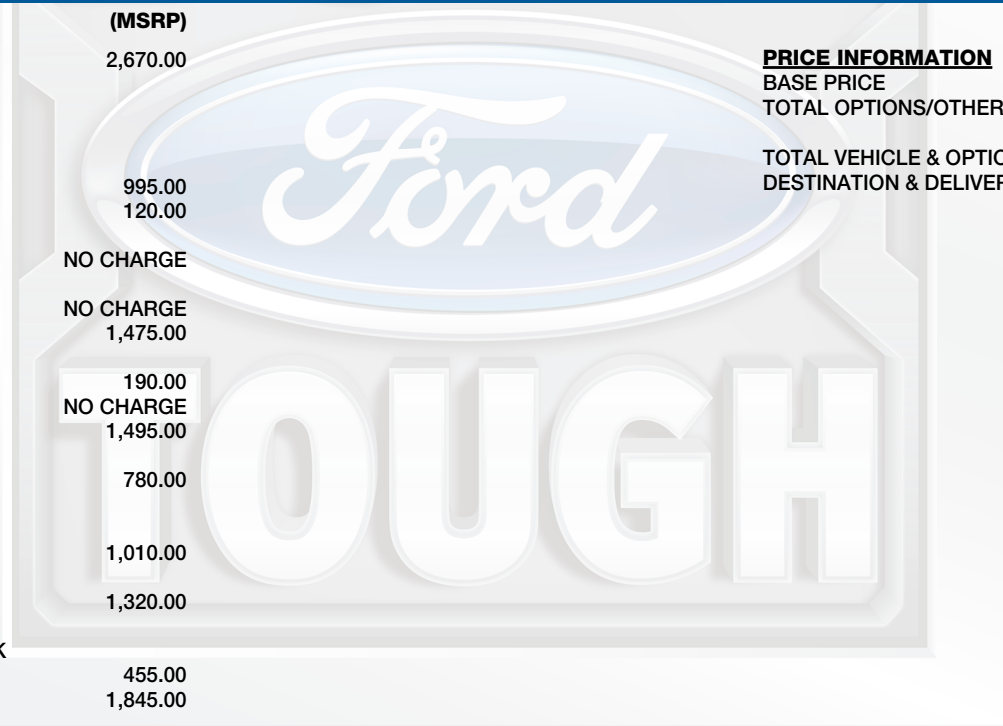 (MSRP)
2,670.00
995.00
120.00
NO CHARGE
NO CHARGE
1,475.00
190.00
NO CHARGE
1,495.00
780.00
1,010.00
1,320.00
K
455.00
1,845.00
PRICE INFORMATION
BASE PRICE
TOTAL OPTIONS/OTHER
TOTAL VEHICLE & OPTIO
DESTINATION & DELIVER
Ford
TOUGH